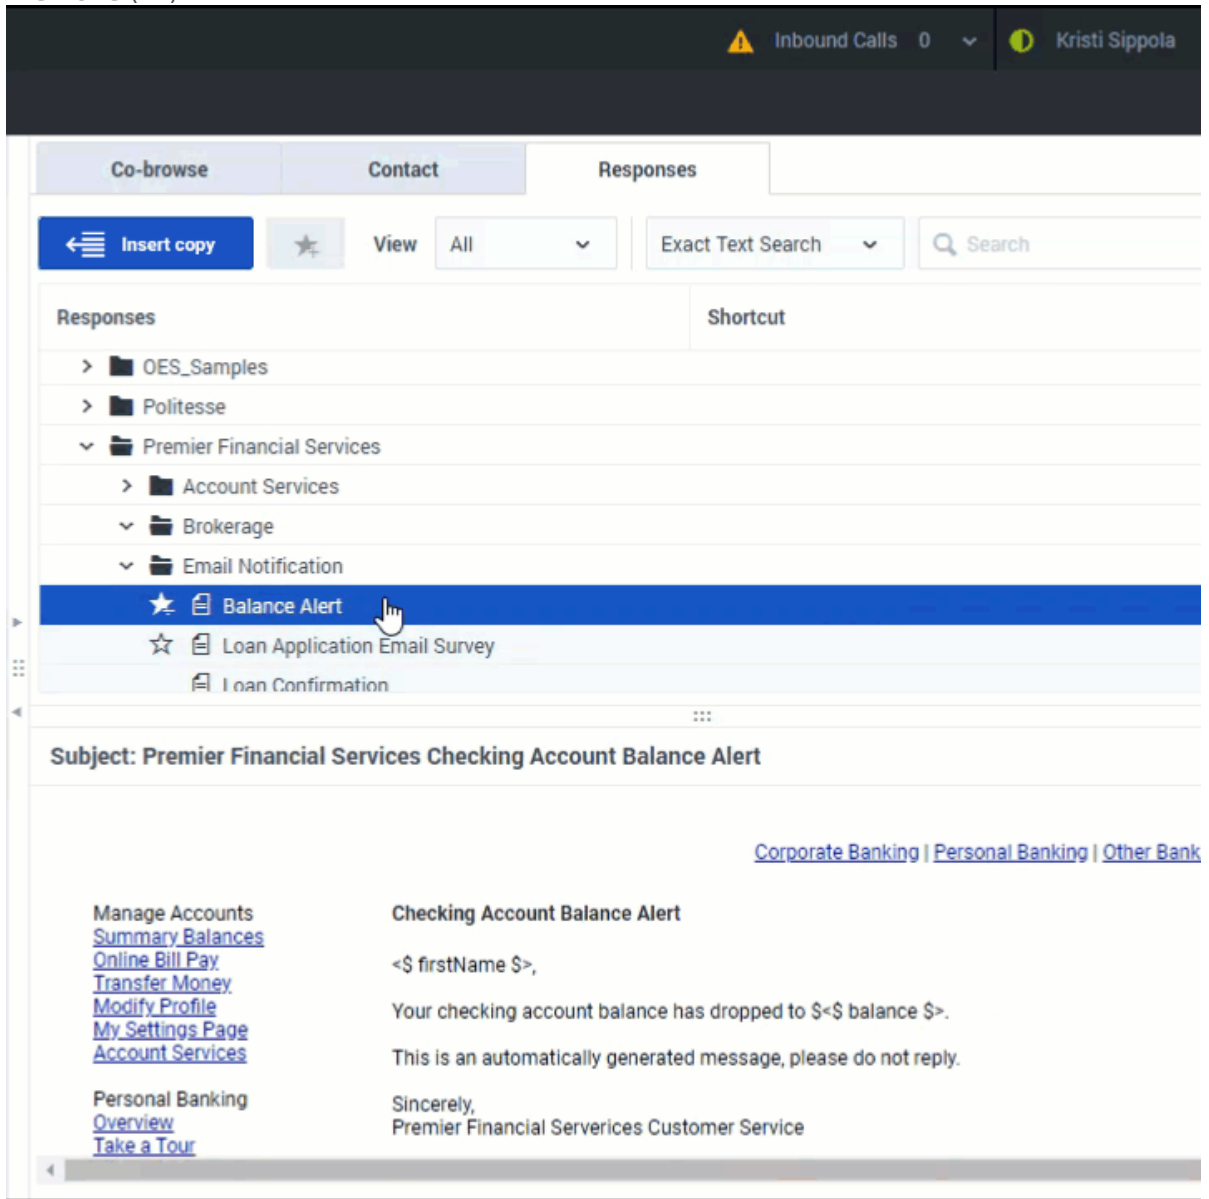 Inbound Calls 0
Kristi Sippola
Co-browse
Contact
Responses
Insert copy
View
All
Exact Text Search
Search
Responses
Shortcut
OES_Samples
Politesse
Premier Financial Services
Account Services
Brokerage
Email Notification
Balance Alert
Loan Application Email Survey
Loan Confirmation
Subject: Premier Financial Services Checking Account Balance Alert
Corporate Banking | Personal Banking | Other Bank
Manage Accounts
Summary Balances
Online Bill Pay
Transfer Money
Modify Profile
My Settings Page
Account Services
Personal Banking
Overview
Take a Tour
Checking Account Balance Alert
<$ firstName $>,
Your checking account balance has dropped to $<$ balance $>.
This is an automatically generated message, please do not reply.
Sincerely,
Premier Financial Serverices Customer Service